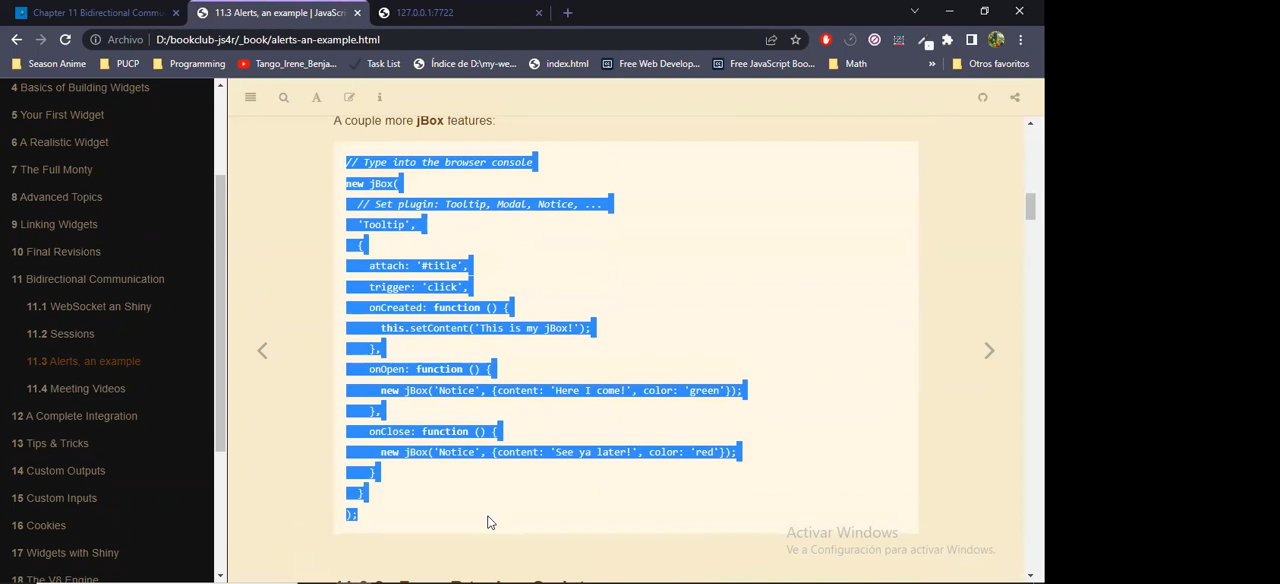 Chapter 11 Bidirectional Commu
11.3 Alerts, an example | JavaScri
127.0.0.1:7722
Archivo
D:/bookclub-js4r/_book/alerts-an-example.html
Season Anime
PUCP
Programming
Tango_Irene_Benja...
Task List
Índice de D:\my-we...
index.html
Free Web Develop...
Free JavaScript Boo...
Math
»
Otros favoritos
4 Basics of Building Widgets
5 Your First Widget
6 A Realistic Widget
7 The Full Monty
8 Advanced Topics
9 Linking Widgets
10 Final Revisions
11 Bidirectional Communication
11.1 WebSocket an Shiny
11.2 Sessions
11.3 Alerts, an example
11.4 Meeting Videos
12 A Complete Integration
13 Tips & Tricks
14 Custom Outputs
15 Custom Inputs
16 Cookies
17 Widgets with Shiny
18 The V8 Engine
A couple more jBox features:
// Type into the browser console
new jBox(
// Set plugin: Tooltip, Modal, Notice, ...
'Tooltip',
{
attach: '#title',
trigger: 'click',
onCreated: function () {
this.setContent('This is my jBox!');
},
onOpen: function () {
new jBox('Notice', {content: 'Here I come!', color: 'green'});
},
onClose: function () {
new jBox('Notice', {content: 'See ya later!', color: 'red'});
}
}
);
Activar Windows
Ve a Configuración para activar Windows.